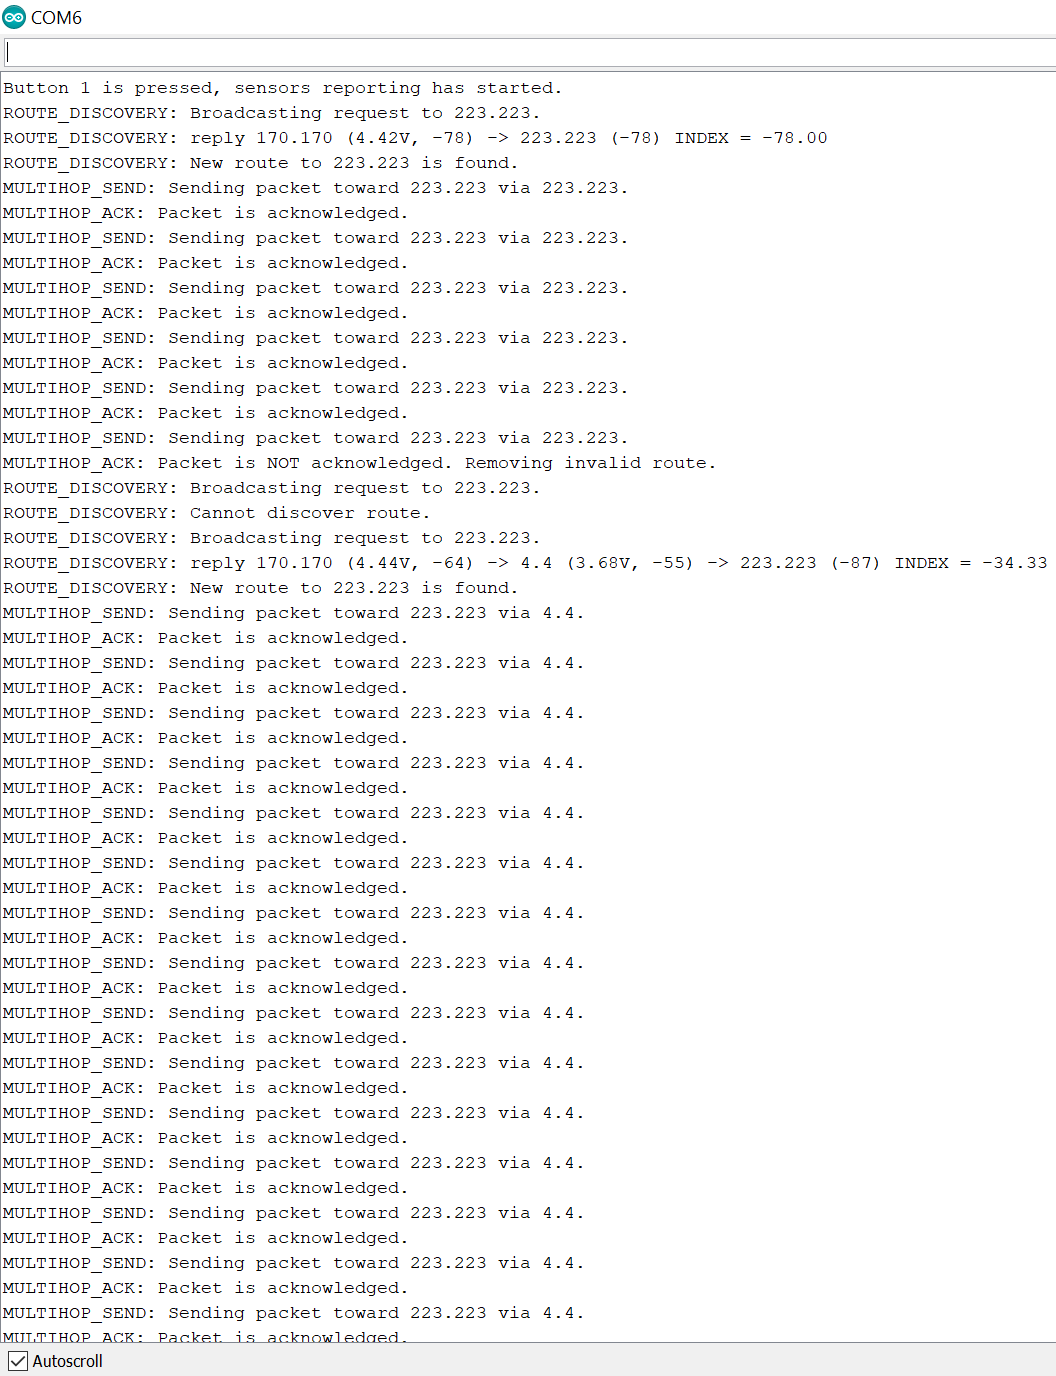 COM6
Button 1 is pressed, sensors reporting has started.
ROUTE_DISCOVERY: Broadcasting request to 223.223.
ROUTE_DISCOVERY: reply 170.170 (4.42V, -78) -> 223.223 (-78) INDEX = -78.00
ROUTE_DISCOVERY: New route to 223.223 is found.
MULTIHOP_SEND: Sending packet toward 223.223 via 223.223.
MULTIHOP_ACK: Packet is acknowledged.
MULTIHOP_SEND: Sending packet toward 223.223 via 223.223.
MULTIHOP_ACK: Packet is acknowledged.
MULTIHOP_SEND: Sending packet toward 223.223 via 223.223.
MULTIHOP_ACK: Packet is acknowledged.
MULTIHOP_SEND: Sending packet toward 223.223 via 223.223.
MULTIHOP_ACK: Packet is acknowledged.
MULTIHOP_SEND: Sending packet toward 223.223 via 223.223.
MULTIHOP_ACK: Packet is acknowledged.
MULTIHOP_SEND: Sending packet toward 223.223 via 223.223.
MULTIHOP_ACK: Packet is NOT acknowledged. Removing invalid route.
ROUTE_DISCOVERY: Broadcasting request to 223.223.
ROUTE_DISCOVERY: Cannot discover route.
ROUTE_DISCOVERY: Broadcasting request to 223.223.
ROUTE_DISCOVERY: reply 170.170 (4.44V, -64) -> 4.4 (3.68V, -55) -> 223.223 (-87) INDEX = -34.33
ROUTE_DISCOVERY: New route to 223.223 is found.
MULTIHOP_SEND: Sending packet toward 223.223 via 4.4.
MULTIHOP_ACK: Packet is acknowledged.
MULTIHOP_SEND: Sending packet toward 223.223 via 4.4.
MULTIHOP_ACK: Packet is acknowledged.
MULTIHOP_SEND: Sending packet toward 223.223 via 4.4.
MULTIHOP_ACK: Packet is acknowledged.
MULTIHOP_SEND: Sending packet toward 223.223 via 4.4.
MULTIHOP_ACK: Packet is acknowledged.
MULTIHOP_SEND: Sending packet toward 223.223 via 4.4.
MULTIHOP_ACK: Packet is acknowledged.
MULTIHOP_SEND: Sending packet toward 223.223 via 4.4.
MULTIHOP_ACK: Packet is acknowledged.
MULTIHOP_SEND: Sending packet toward 223.223 via 4.4.
MULTIHOP_ACK: Packet is acknowledged.
MULTIHOP_SEND: Sending packet toward 223.223 via 4.4.
MULTIHOP_ACK: Packet is acknowledged.
MULTIHOP_SEND: Sending packet toward 223.223 via 4.4.
MULTIHOP_ACK: Packet is acknowledged.
MULTIHOP_SEND: Sending packet toward 223.223 via 4.4.
MULTIHOP_ACK: Packet is acknowledged.
MULTIHOP_SEND: Sending packet toward 223.223 via 4.4.
MULTIHOP_ACK: Packet is acknowledged.
MULTIHOP_SEND: Sending packet toward 223.223 via 4.4.
MULTIHOP_ACK: Packet is acknowledged.
MULTIHOP_SEND: Sending packet toward 223.223 via 4.4.
MULTIHOP_ACK: Packet is acknowledged.
MULTIHOP_SEND: Sending packet toward 223.223 via 4.4.
MULTIHOP_ACK: Packet is acknowledged.
MULTIHOP_SEND: Sending packet toward 223.223 via 4.4.
MULTIHOP_ACK: Packet is acknowledged.
Autoscroll